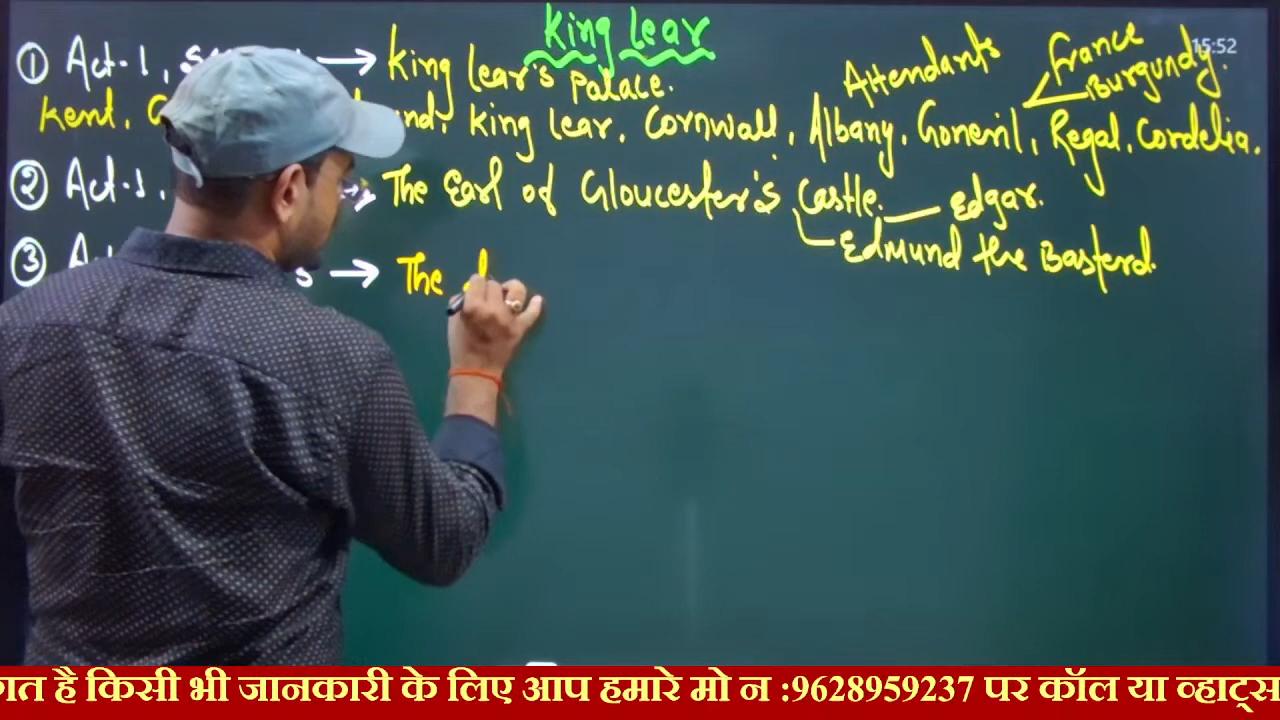 King Lear
15:52
① Act-1, → King Lear's Palace.
Attendants France
Burgundy.
Kent, King Lear, Cornwall, Albany, Goneril, Regal, Cordelia.
② Act-1, → The Earl of Gloucester's Castle. — Edgar.
Edmund the Basterd.
③ → The
है किसी भी जानकारी के लिए आप हमारे मो न :9628959237 पर कॉल या व्हाट्स